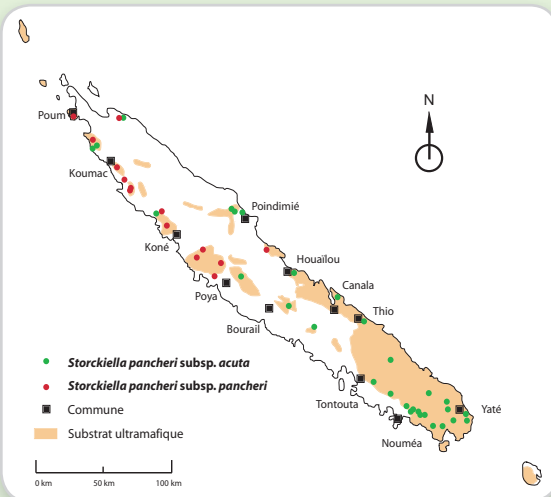 N
Poum
Koumac
Poindimié
Koné
Houaïlou
Poya
Canala
Thio
Bourail
Storckiella pancheri subsp. acuta
Storckiella pancheri subsp. pancheri
Commune
Tontouta
Yaté
Substrat ultramafique
Nouméa
0 km 50 km 100 km